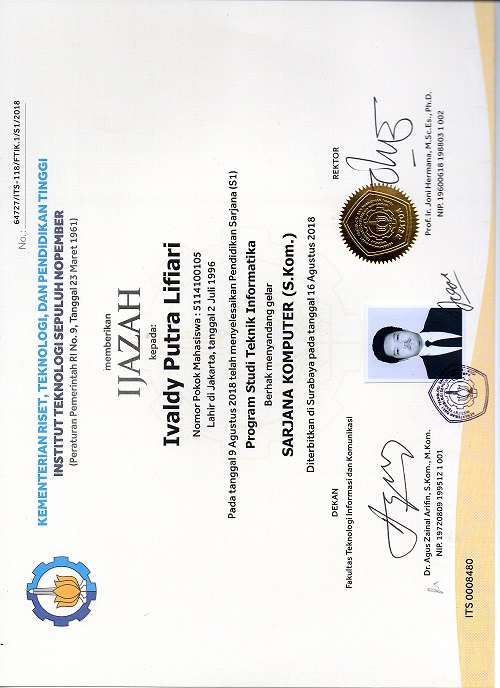 No.: 64727/ITS-118/FTIK.1/S1/2018
KEMENTERIAN RISET, TEKNOLOGI, DAN PENDIDIKAN TINGGI
INSTITUT TEKNOLOGI SEPULUH NOPEMBER
(Peraturan Pemerintah RI No. 9, Tanggal 23 Maret 1961)
memberikan
IJAZAH
kepada:
Ivaldy Putra Lifiari
Nomor Pokok Mahasiswa : 5114100105
Lahir di Jakarta, tanggal 2 Juli 1996
Pada tanggal 9 Agustus 2018 telah menyelesaikan Pendidikan Sarjana (S1)
Program Studi Teknik Informatika
Berhak menyandang gelar
SARJANA KOMPUTER (S.Kom.)
Diterbitkan di Surabaya pada tanggal 16 Agustus 2018
DEKAN
Fakultas Teknologi Informasi dan Komunikasi
Dr. Agus Zainal Arifin, S.Kom., M.Kom.
NIP. 19720809 199512 1 001
REKTOR
Prof. Ir. Joni Hermana, M.Sc.Es., Ph.D.
NIP. 19600618 198803 1 002
ITS 0008480